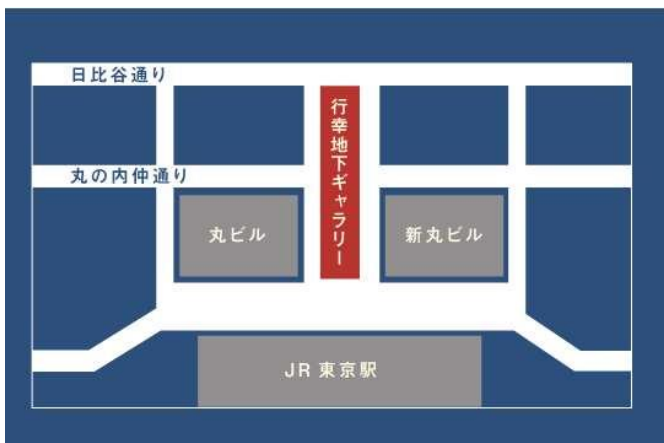 日比谷通り
行幸地下ギャラリー
丸の内仲通り
丸ビル
新丸ビル
JR 東京駅